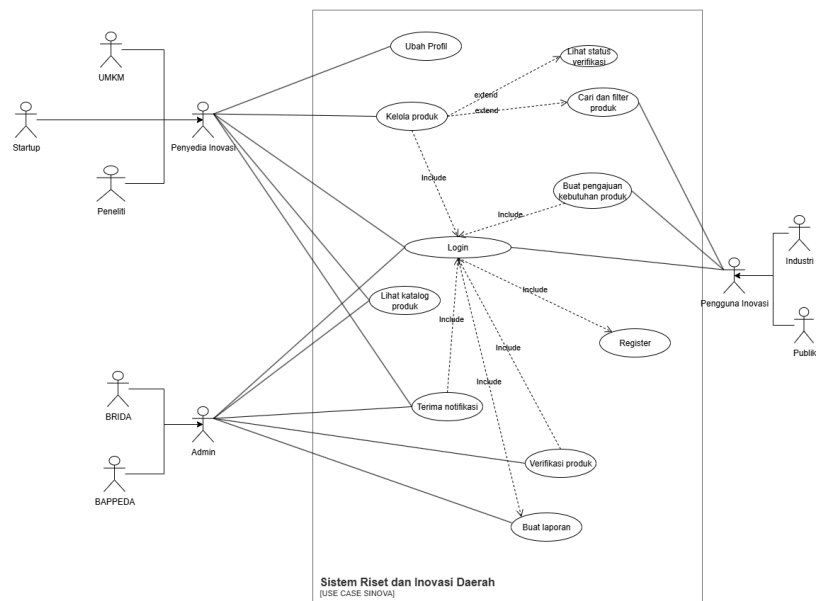 UMKM
Startup
Penyedia Inovasi
Peneliti
BRIDA
Admin
BAPPEDA
Ubah Profil
Lihat status
verifikasi
extend
Cari dan filter
produk
extend
Kelola produk
Include
Buat pengajuan
kebutuhan produk
Include
Login
Lihat katalog
produk
Include
Register
Include
Include
Include
Terima notifikasi
Verifikasi produk
Buat laporan
Industri
Pengguna Inovasi
Publik
Sistem Riset dan Inovasi Daerah
[USE CASE SINOVA]